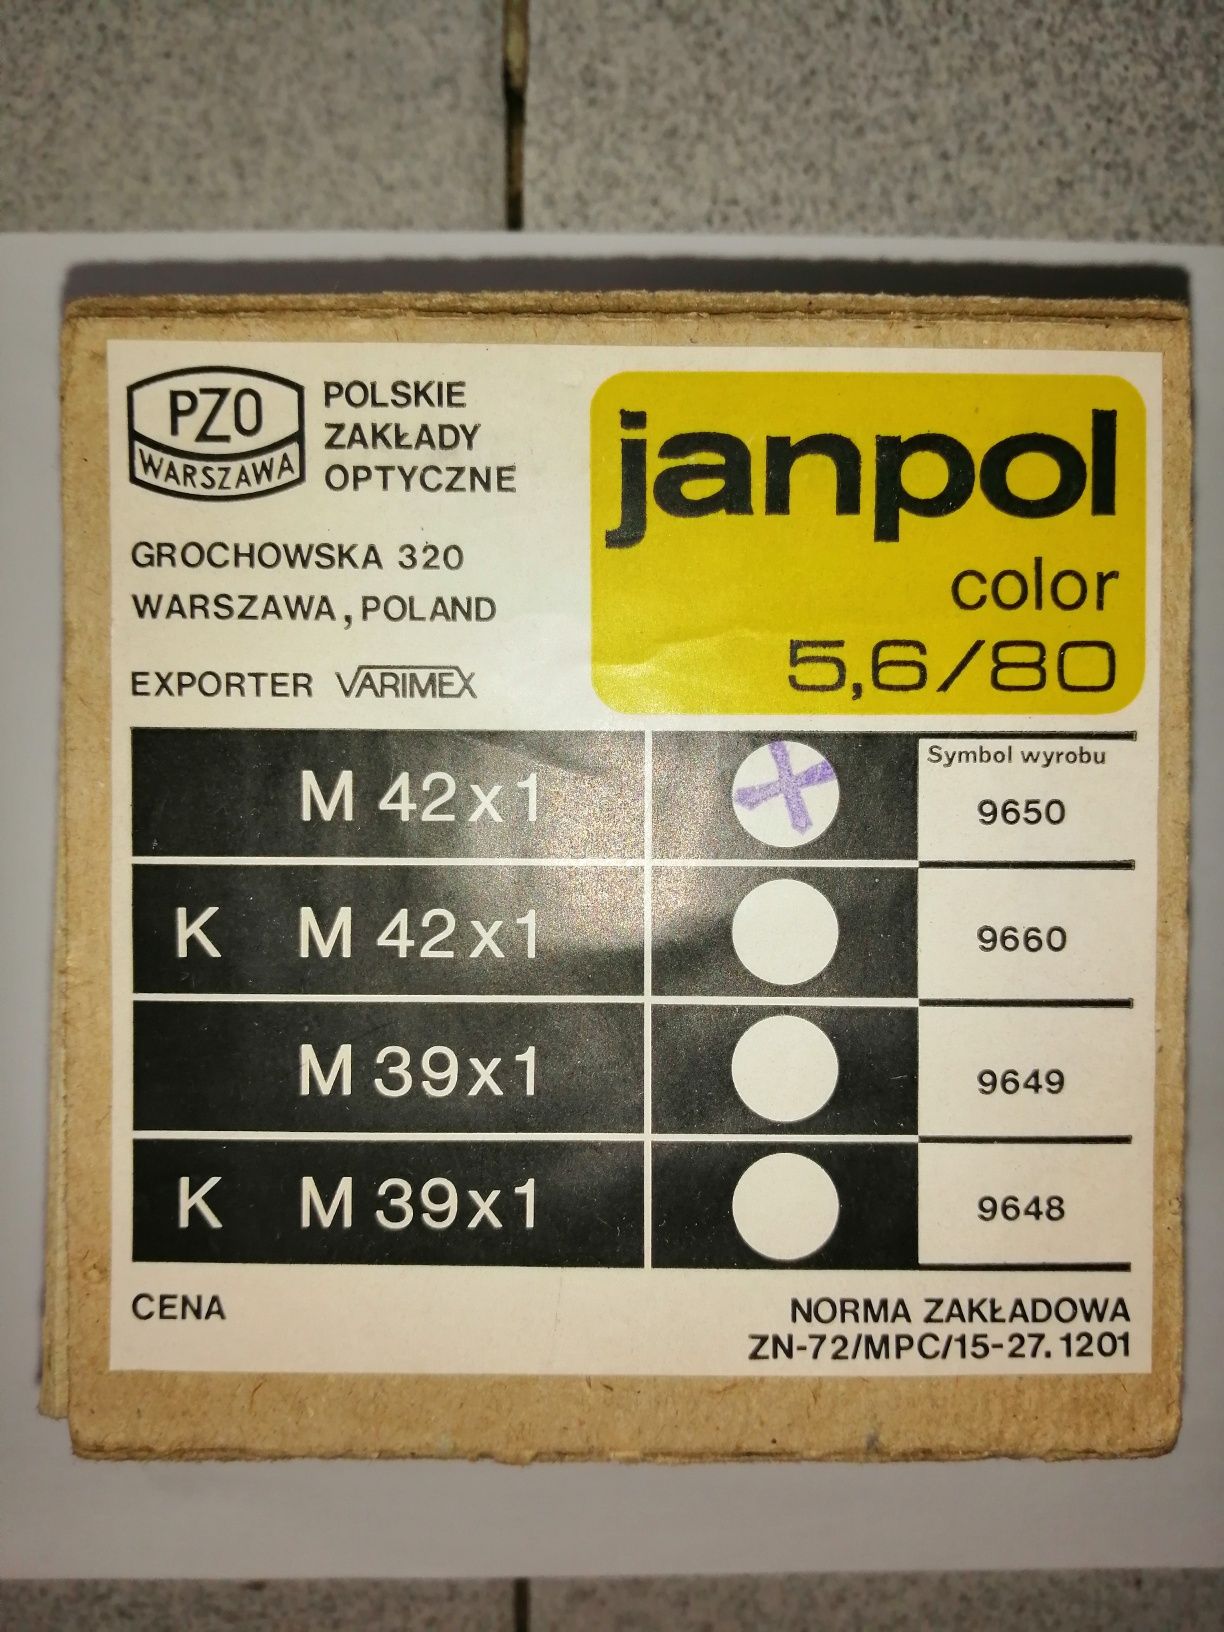 PZO
WARSZAWA
POLSKIE
ZAKŁADY
OPTYCZNE
GROCHOWSKA 320
WARSZAWA, POLAND
EXPORTER VARIMEX
janpol
color
5,6/80
Symbol wyrobu
M 42x1 9650
K M 42x1 9660
M 39x1 9649
K M 39x1 9648
CENA
NORMA ZAKŁADOWA
ZN-72/MPC/15-27.1201